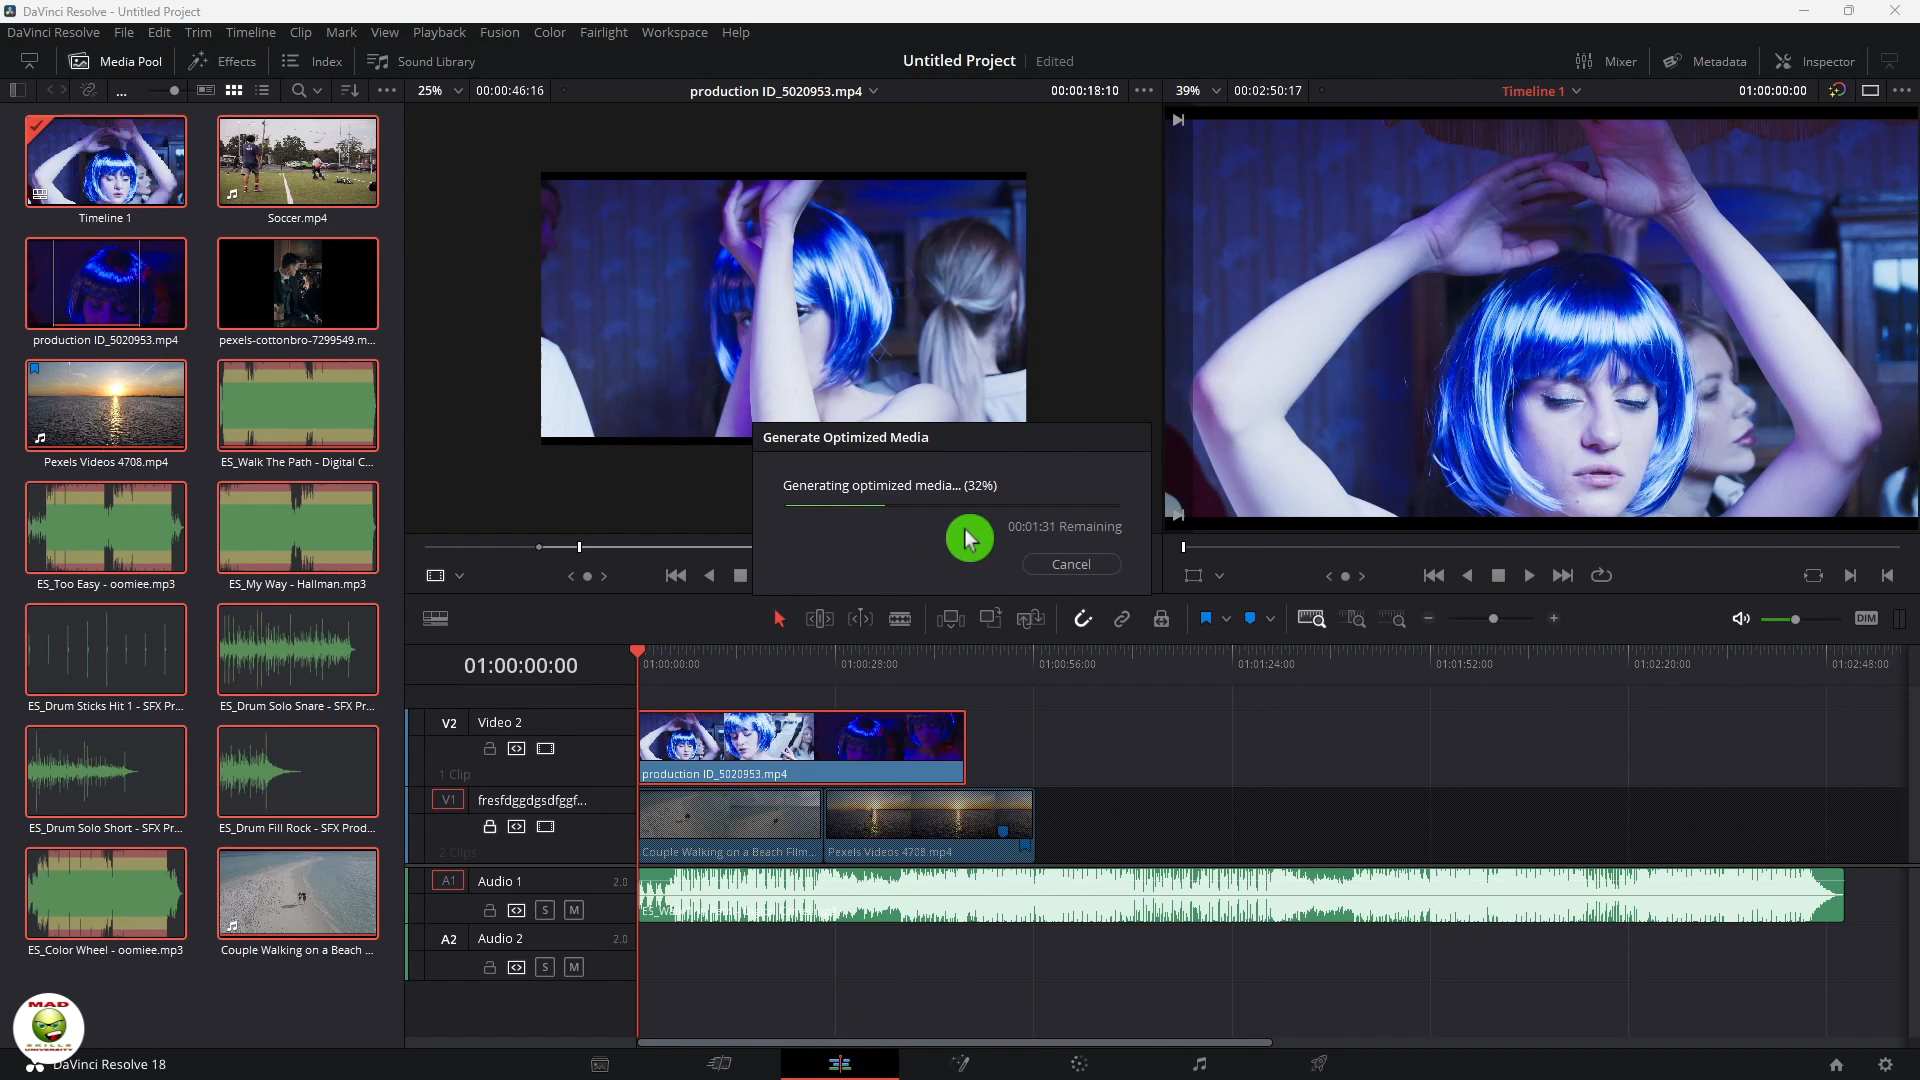 DaVinci Resolve - Untitled Project
DaVinci Resolve File Edit Trim Timeline Clip Mark View Playback Fusion Color Fairlight Workspace Help
Media Pool Effects Index Sound Library Untitled Project Edited Mixer Metadata Inspector
... 25% 00:00:46:16 production ID_5020953.mp4 00:00:18:10 39% 00:02:50:17 Timeline 1 01:00:00:00
Timeline 1 Soccer.mp4
production ID_5020953.mp4 pexels-cottonbro-7299549.m...
Pexels Videos 4708.mp4 ES_Walk The Path - Digital C...
ES_Too Easy - oomiee.mp3 ES_My Way - Hallman.mp3
ES_Drum Sticks Hit 1 - SFX Pr... ES_Drum Solo Snare - SFX Pr...
ES_Drum Solo Short - SFX Pr... ES_Drum Fill Rock - SFX Prod...
ES_Color Wheel - oomiee.mp3 Couple Walking on a Beach ...
Generate Optimized Media
Generating optimized media... (32%)
00:01:31 Remaining
Cancel
DIM
01:00:00:00
01:00:00:00 01:00:28:00 01:00:56:00 01:01:24:00 01:01:52:00 01:02:20:00 01:02:48:00
V2 Video 2
1 Clip
production ID_5020953.mp4
V1 fresfdggdgsdfggf...
2 Clips
Couple Walking on a Beach Film... Pexels Videos 4708.mp4
A1 Audio 1 2.0
S M
A2 Audio 2 2.0
S M
MAD
SKILLS
UNIVERSITY
DaVinci Resolve 18